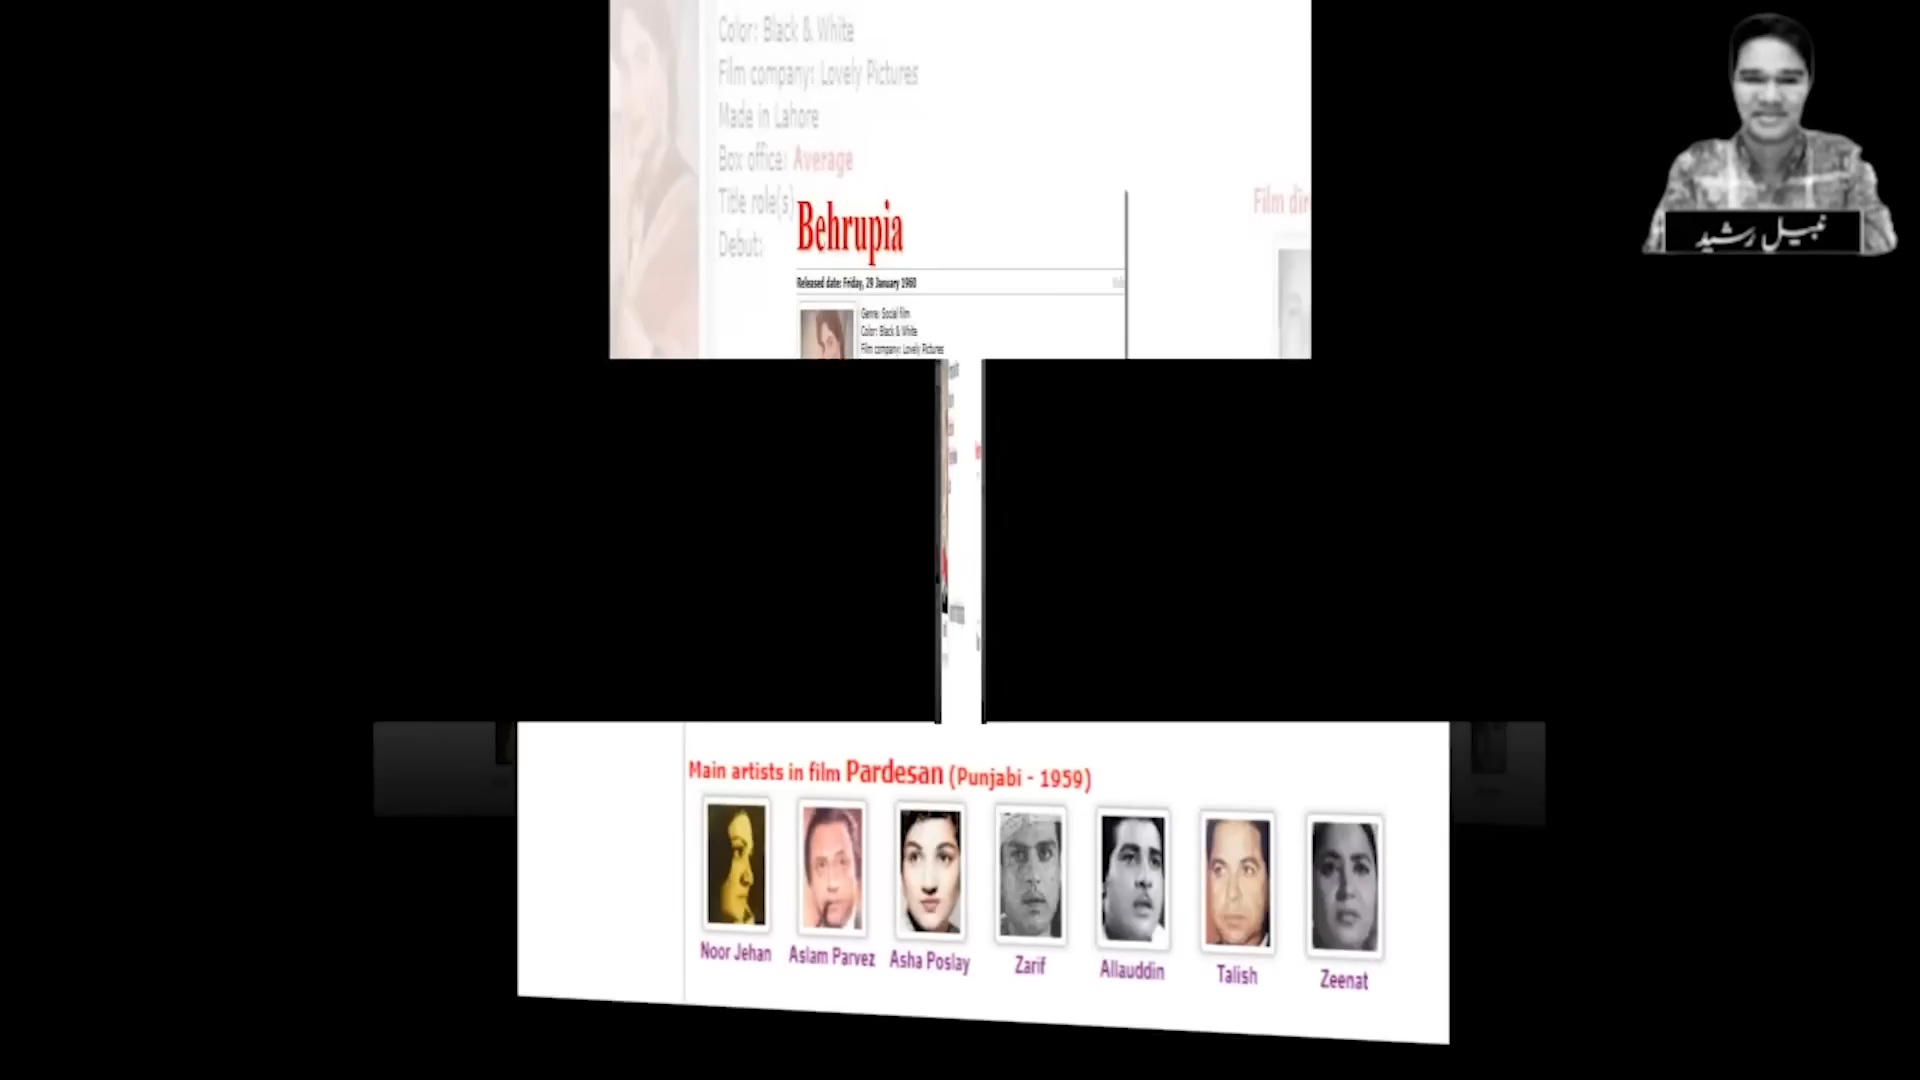 Color: Black & White
Film company: Lovely Pictures
Made in Lahore
Box office: Average
Title role(s)
Debut:
Film dir
نبیل رشید
Behrupia
Released date: Friday, 29 January 1960
Genre: Social film
Color: Black & White
Film company: Lovely Pictures
Main artists in film Pardesan (Punjabi - 1959)
Noor Jehan Aslam Parvez Asha Poslay Zarif Allauddin Talish Zeenat